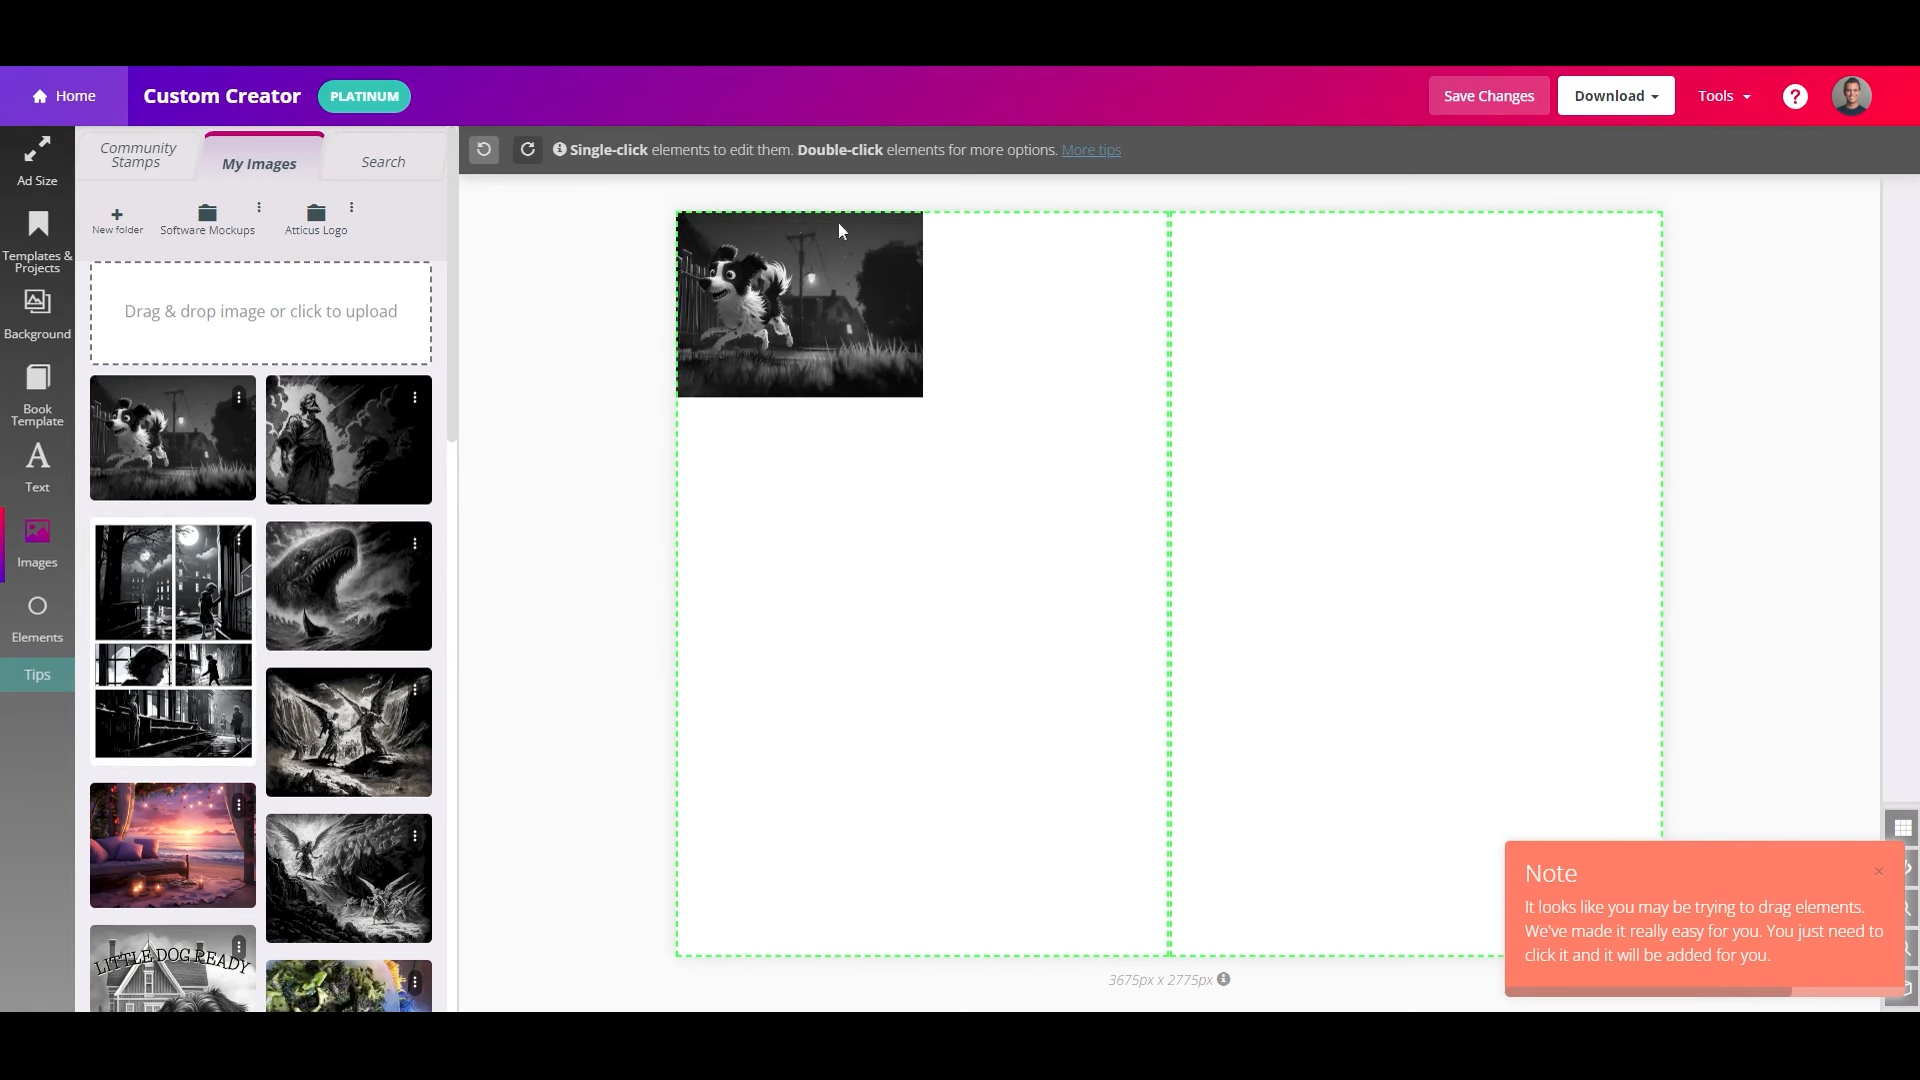 Home
Custom Creator
PLATINUM
Save Changes
Download
Tools
?
Ad Size
Templates &
Projects
Background
Book
Template
Text
Images
Elements
Tips
Community
Stamps
My Images
Search
New folder
Software Mockups
Atticus Logo
Drag & drop image or click to upload
LITTLE DOG READY
Single-click elements to edit them. Double-click elements for more options. More tips
3675px x 2775px
Note
It looks like you may be trying to drag elements.
We've made it really easy for you. You just need to
click it and it will be added for you.